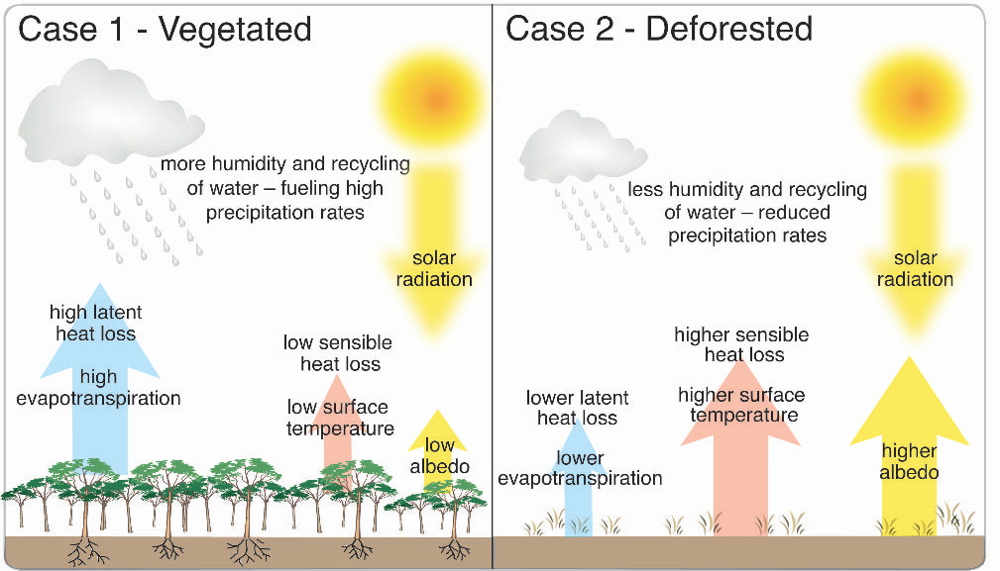 Case 1 - Vegetated
more humidity and recycling
of water – fueling high
precipitation rates
solar
radiation
high latent
heat loss
high
evapotranspiration
low sensible
heat loss
low surface
temperature
low
albedo
Case 2 - Deforested
less humidity and recycling
of water – reduced
precipitation rates
solar
radiation
lower latent
heat loss
lower
evapotranspiration
higher sensible
heat loss
higher surface
temperature
higher
albedo